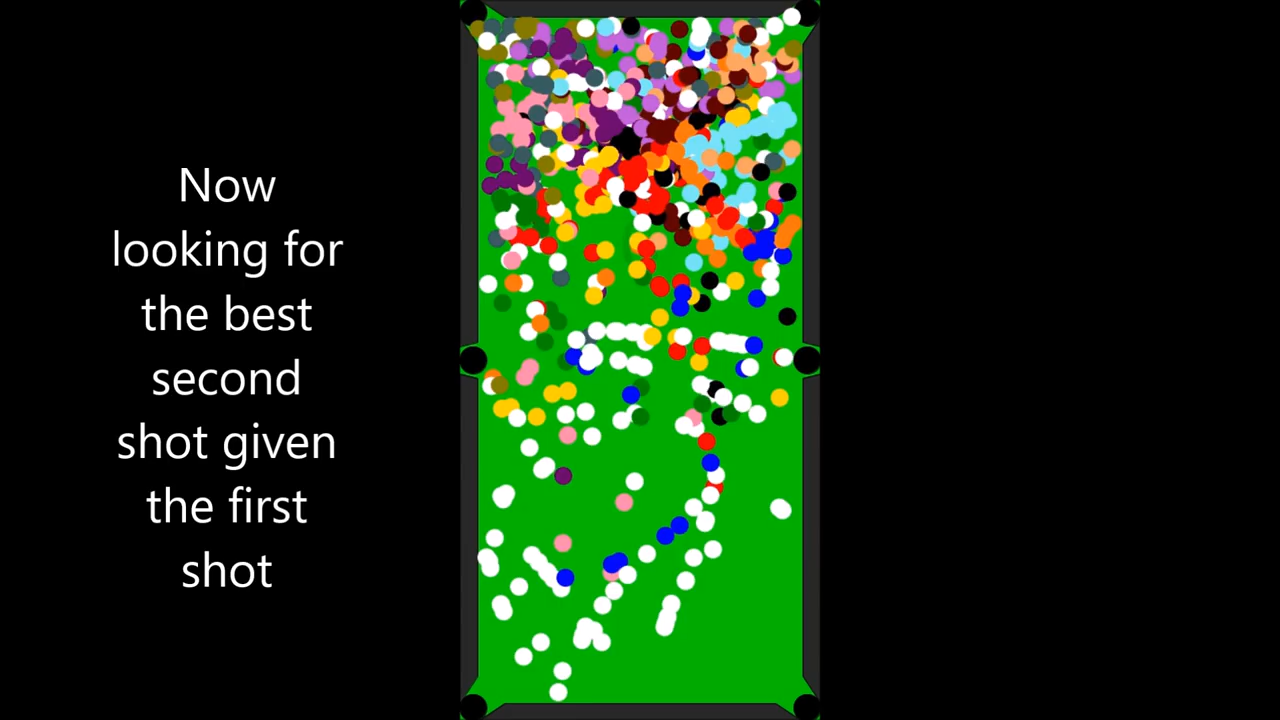 Now
looking for
the best
second
shot given
the first
shot